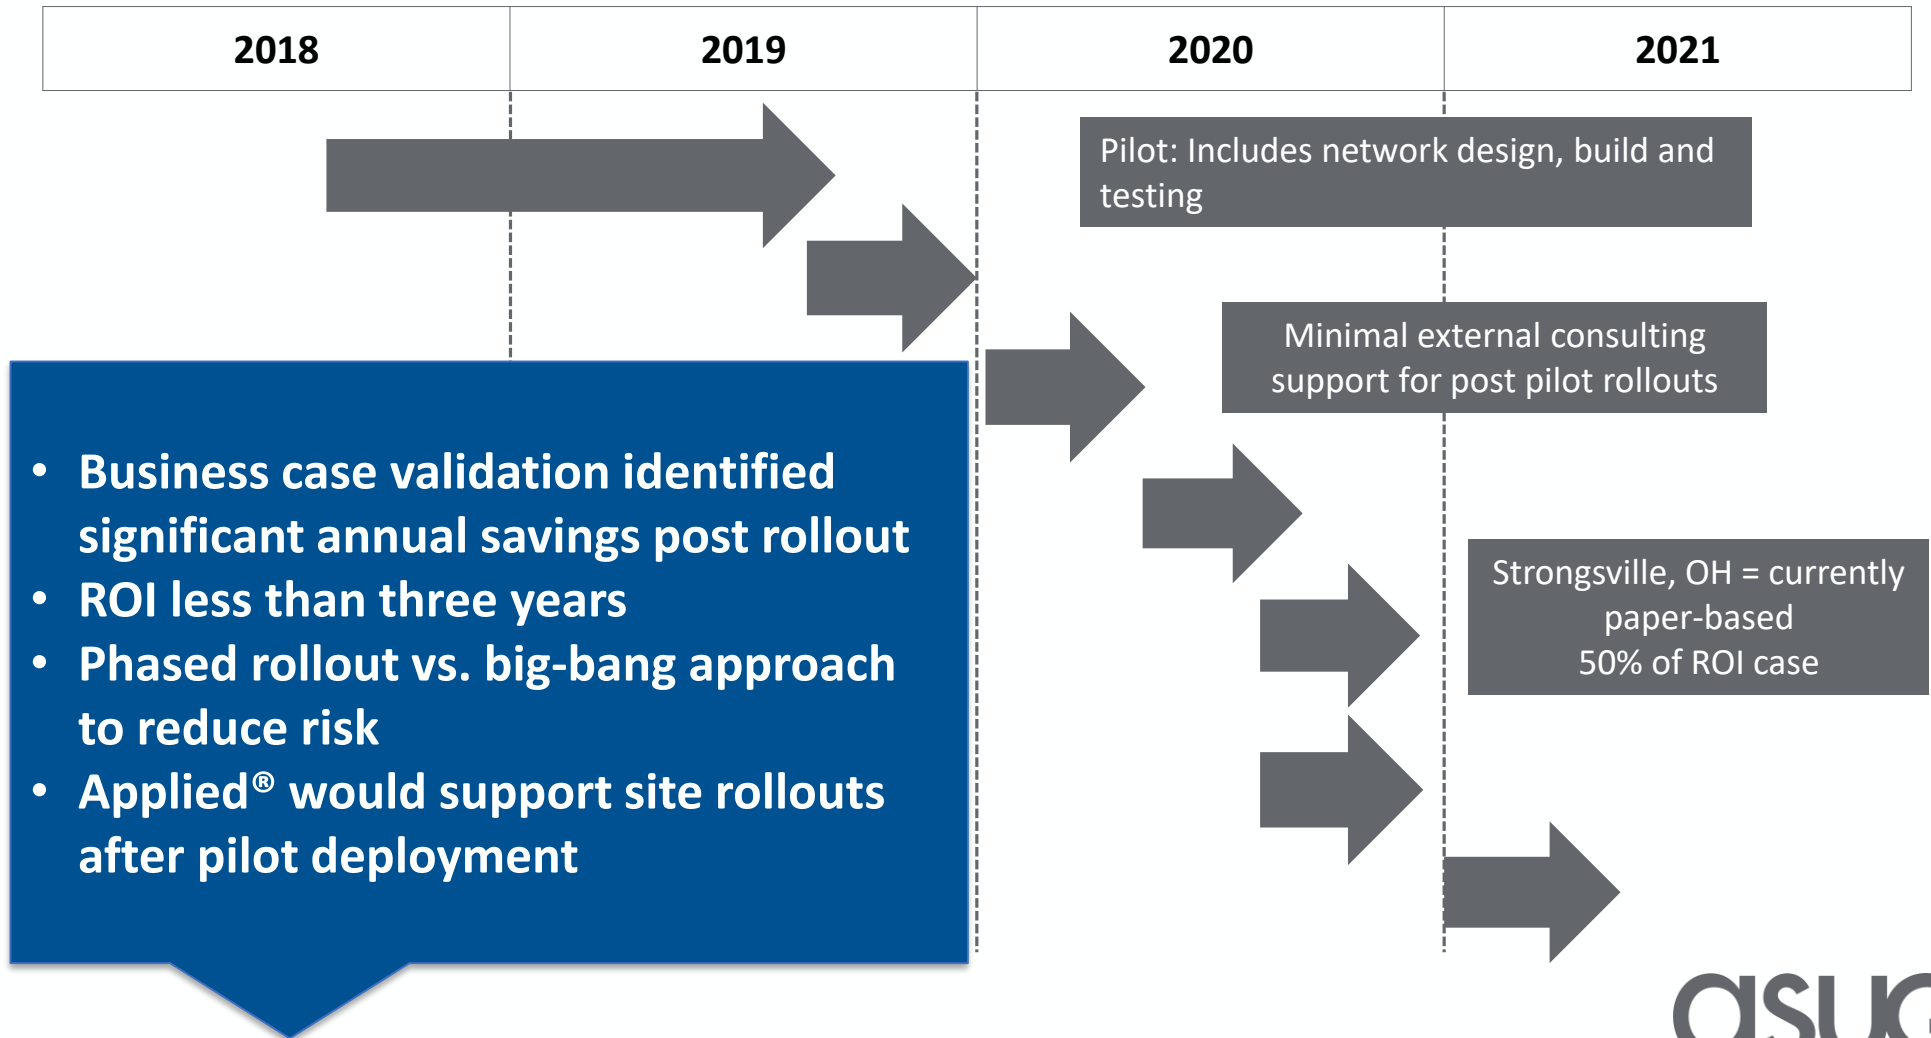 2018 2019 2020 2021
Pilot: Includes network design, build and
testing
Minimal external consulting
support for post pilot rollouts
• Business case validation identified
significant annual savings post rollout
• ROI less than three years
• Phased rollout vs. big-bang approach
to reduce risk
• Applied® would support site rollouts
after pilot deployment
Strongsville, OH = currently
paper-based
50% of ROI case
asug